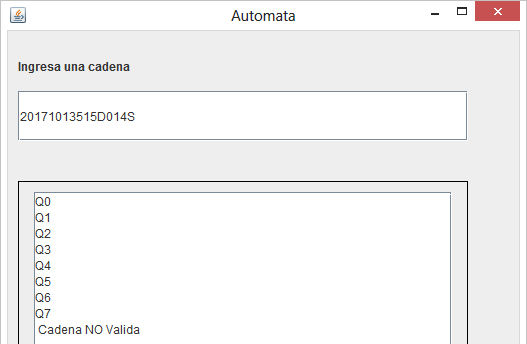 Automata
Ingresa una cadena
20171013515D014S
Q0
Q1
Q2
Q3
Q4
Q5
Q6
Q7
Cadena NO Valida